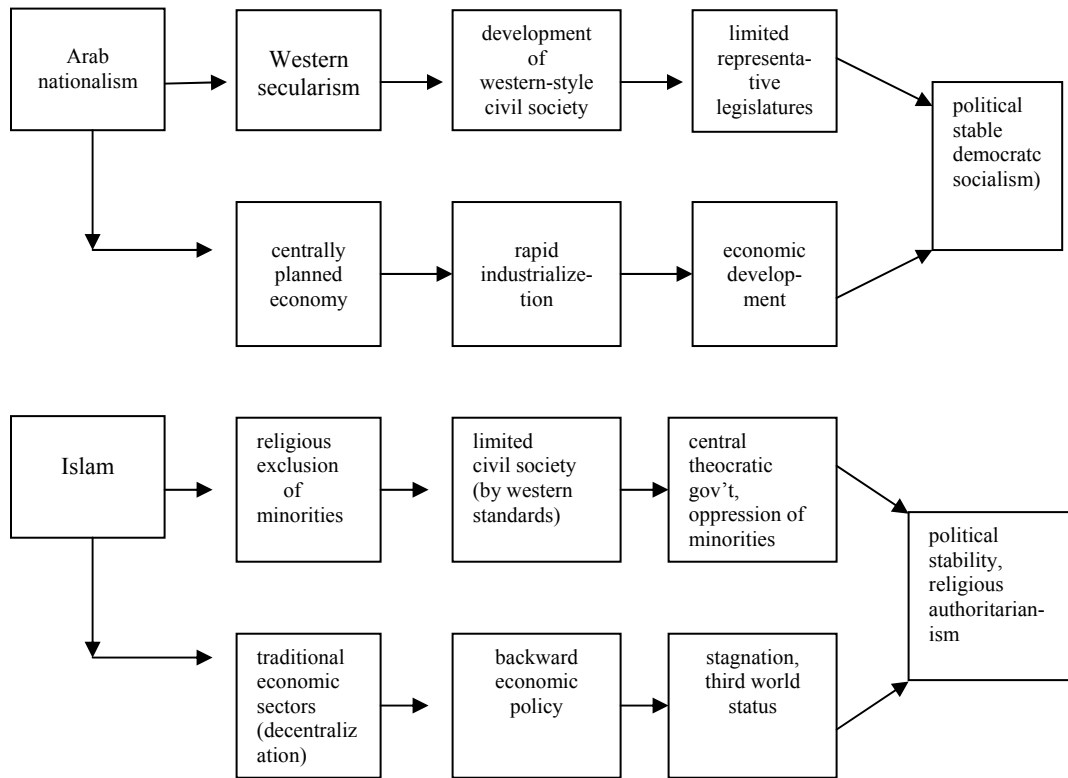 Arab
nationalism
Western
secularism
development
of
western-style
civil society
limited
representa-
tive
legislatures
political
stable
democratc
socialism)
centrally
planned
economy
rapid
industrialize-
tion
economic
develop-
ment
Islam
religious
exclusion
of
minorities
limited
civil society
(by western
standards)
central
theocratic
gov’t,
oppression of
minorities
political
stability,
religious
authoritarian-
ism
traditional
economic
sectors
(decentraliz
ation)
backward
economic
policy
stagnation,
third world
status